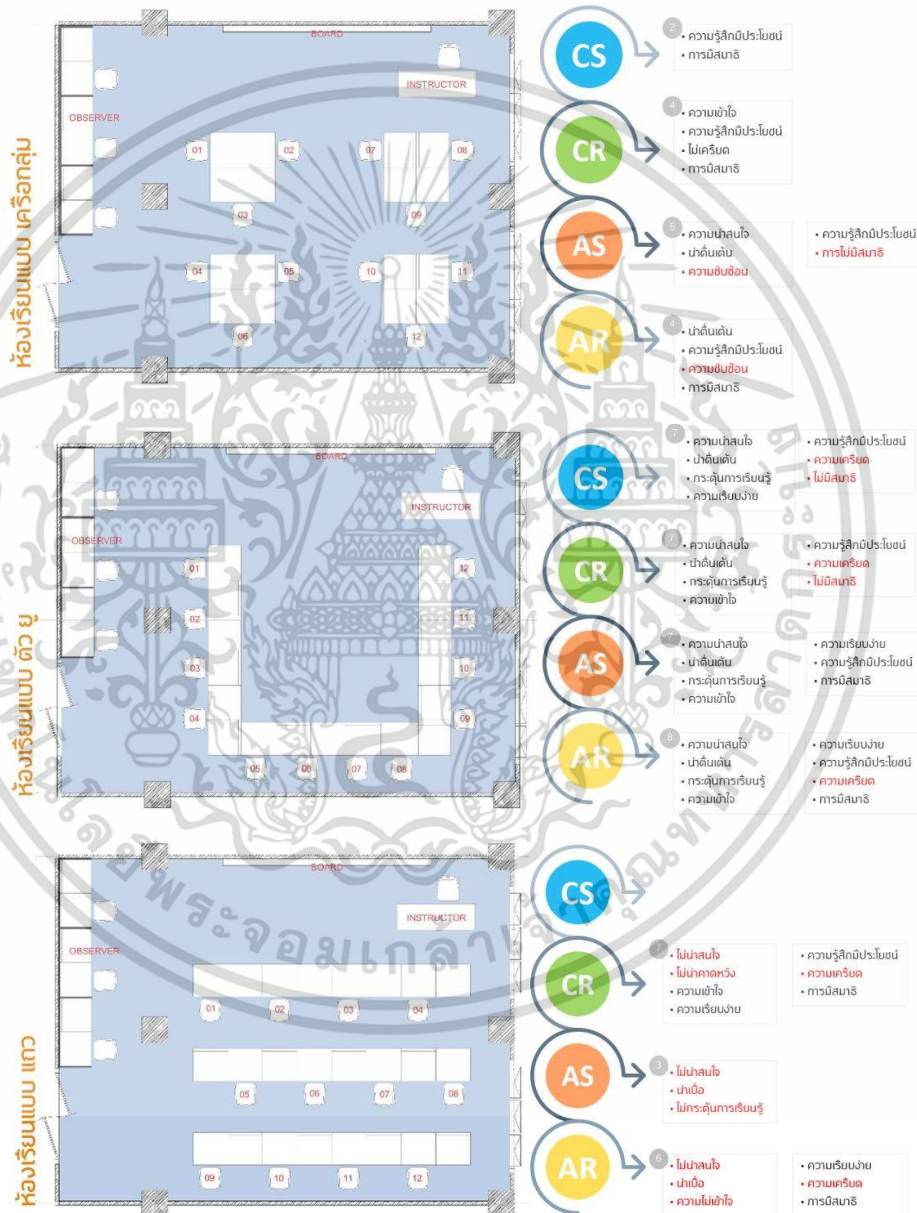 ห้องเรียนแบบ เครือกลุ่ม
BOARD
INSTRUCTOR
OBSERVER
01
02
07
08
03
09
04
05
10
11
06
12
CS
2
• ความรู้สึกมีประโยชน์
• การมีสมาธิ
CR
4
• ความเข้าใจ
• ความรู้สึกมีประโยชน์
• ไม่เครียด
• การมีสมาธิ
AS
5
• ความน่าสนใจ
• น่าตื่นเต้น
• ความซับซ้อน
• ความรู้สึกมีประโยชน์
• การไม่มีสมาธิ
AR
4
• น่าตื่นเต้น
• ความรู้สึกมีประโยชน์
• ความซับซ้อน
• การมีสมาธิ
ห้องเรียนแบบ ตัว ยู
BOARD
INSTRUCTOR
OBSERVER
01
12
02
11
03
10
04
09
05
06
07
08
CS
7
• ความน่าสนใจ
• น่าตื่นเต้น
• กระตุ้นการเรียนรู้
• ความเรียบง่าย
• ความรู้สึกมีประโยชน์
• ความเครียด
• ไม่มีสมาธิ
CR
7
• ความน่าสนใจ
• น่าตื่นเต้น
• กระตุ้นการเรียนรู้
• ความเข้าใจ
• ความรู้สึกมีประโยชน์
• ความเครียด
• ไม่มีสมาธิ
AS
7
• ความน่าสนใจ
• น่าตื่นเต้น
• กระตุ้นการเรียนรู้
• ความเข้าใจ
• ความเรียบง่าย
• ความรู้สึกมีประโยชน์
• การมีสมาธิ
AR
8
• ความน่าสนใจ
• น่าตื่นเต้น
• กระตุ้นการเรียนรู้
• ความเข้าใจ
• ความเรียบง่าย
• ความรู้สึกมีประโยชน์
• ความเครียด
• การมีสมาธิ
ห้องเรียนแบบ แถว
BOARD
INSTRUCTOR
OBSERVER
01
02
03
04
05
06
07
08
09
10
11
12
CS
CR
7
• ไม่น่าสนใจ
• ไม่น่าคาดหวัง
• ความเข้าใจ
• ความเรียบง่าย
• ความรู้สึกมีประโยชน์
• ความเครียด
• การมีสมาธิ
AS
3
• ไม่น่าสนใจ
• น่าเบื่อ
• ไม่กระตุ้นการเรียนรู้
AR
6
• ไม่น่าสนใจ
• น่าเบื่อ
• ความไม่เข้าใจ
• ความเรียบง่าย
• ความเครียด
• การมีสมาธิ